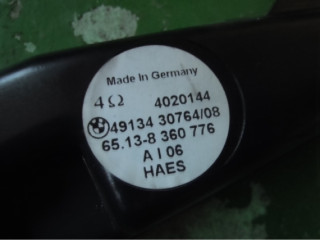 Made In Germany
4Ω 4020144
49134 30764/08
65.13-8 360 776
A I 06
HAES